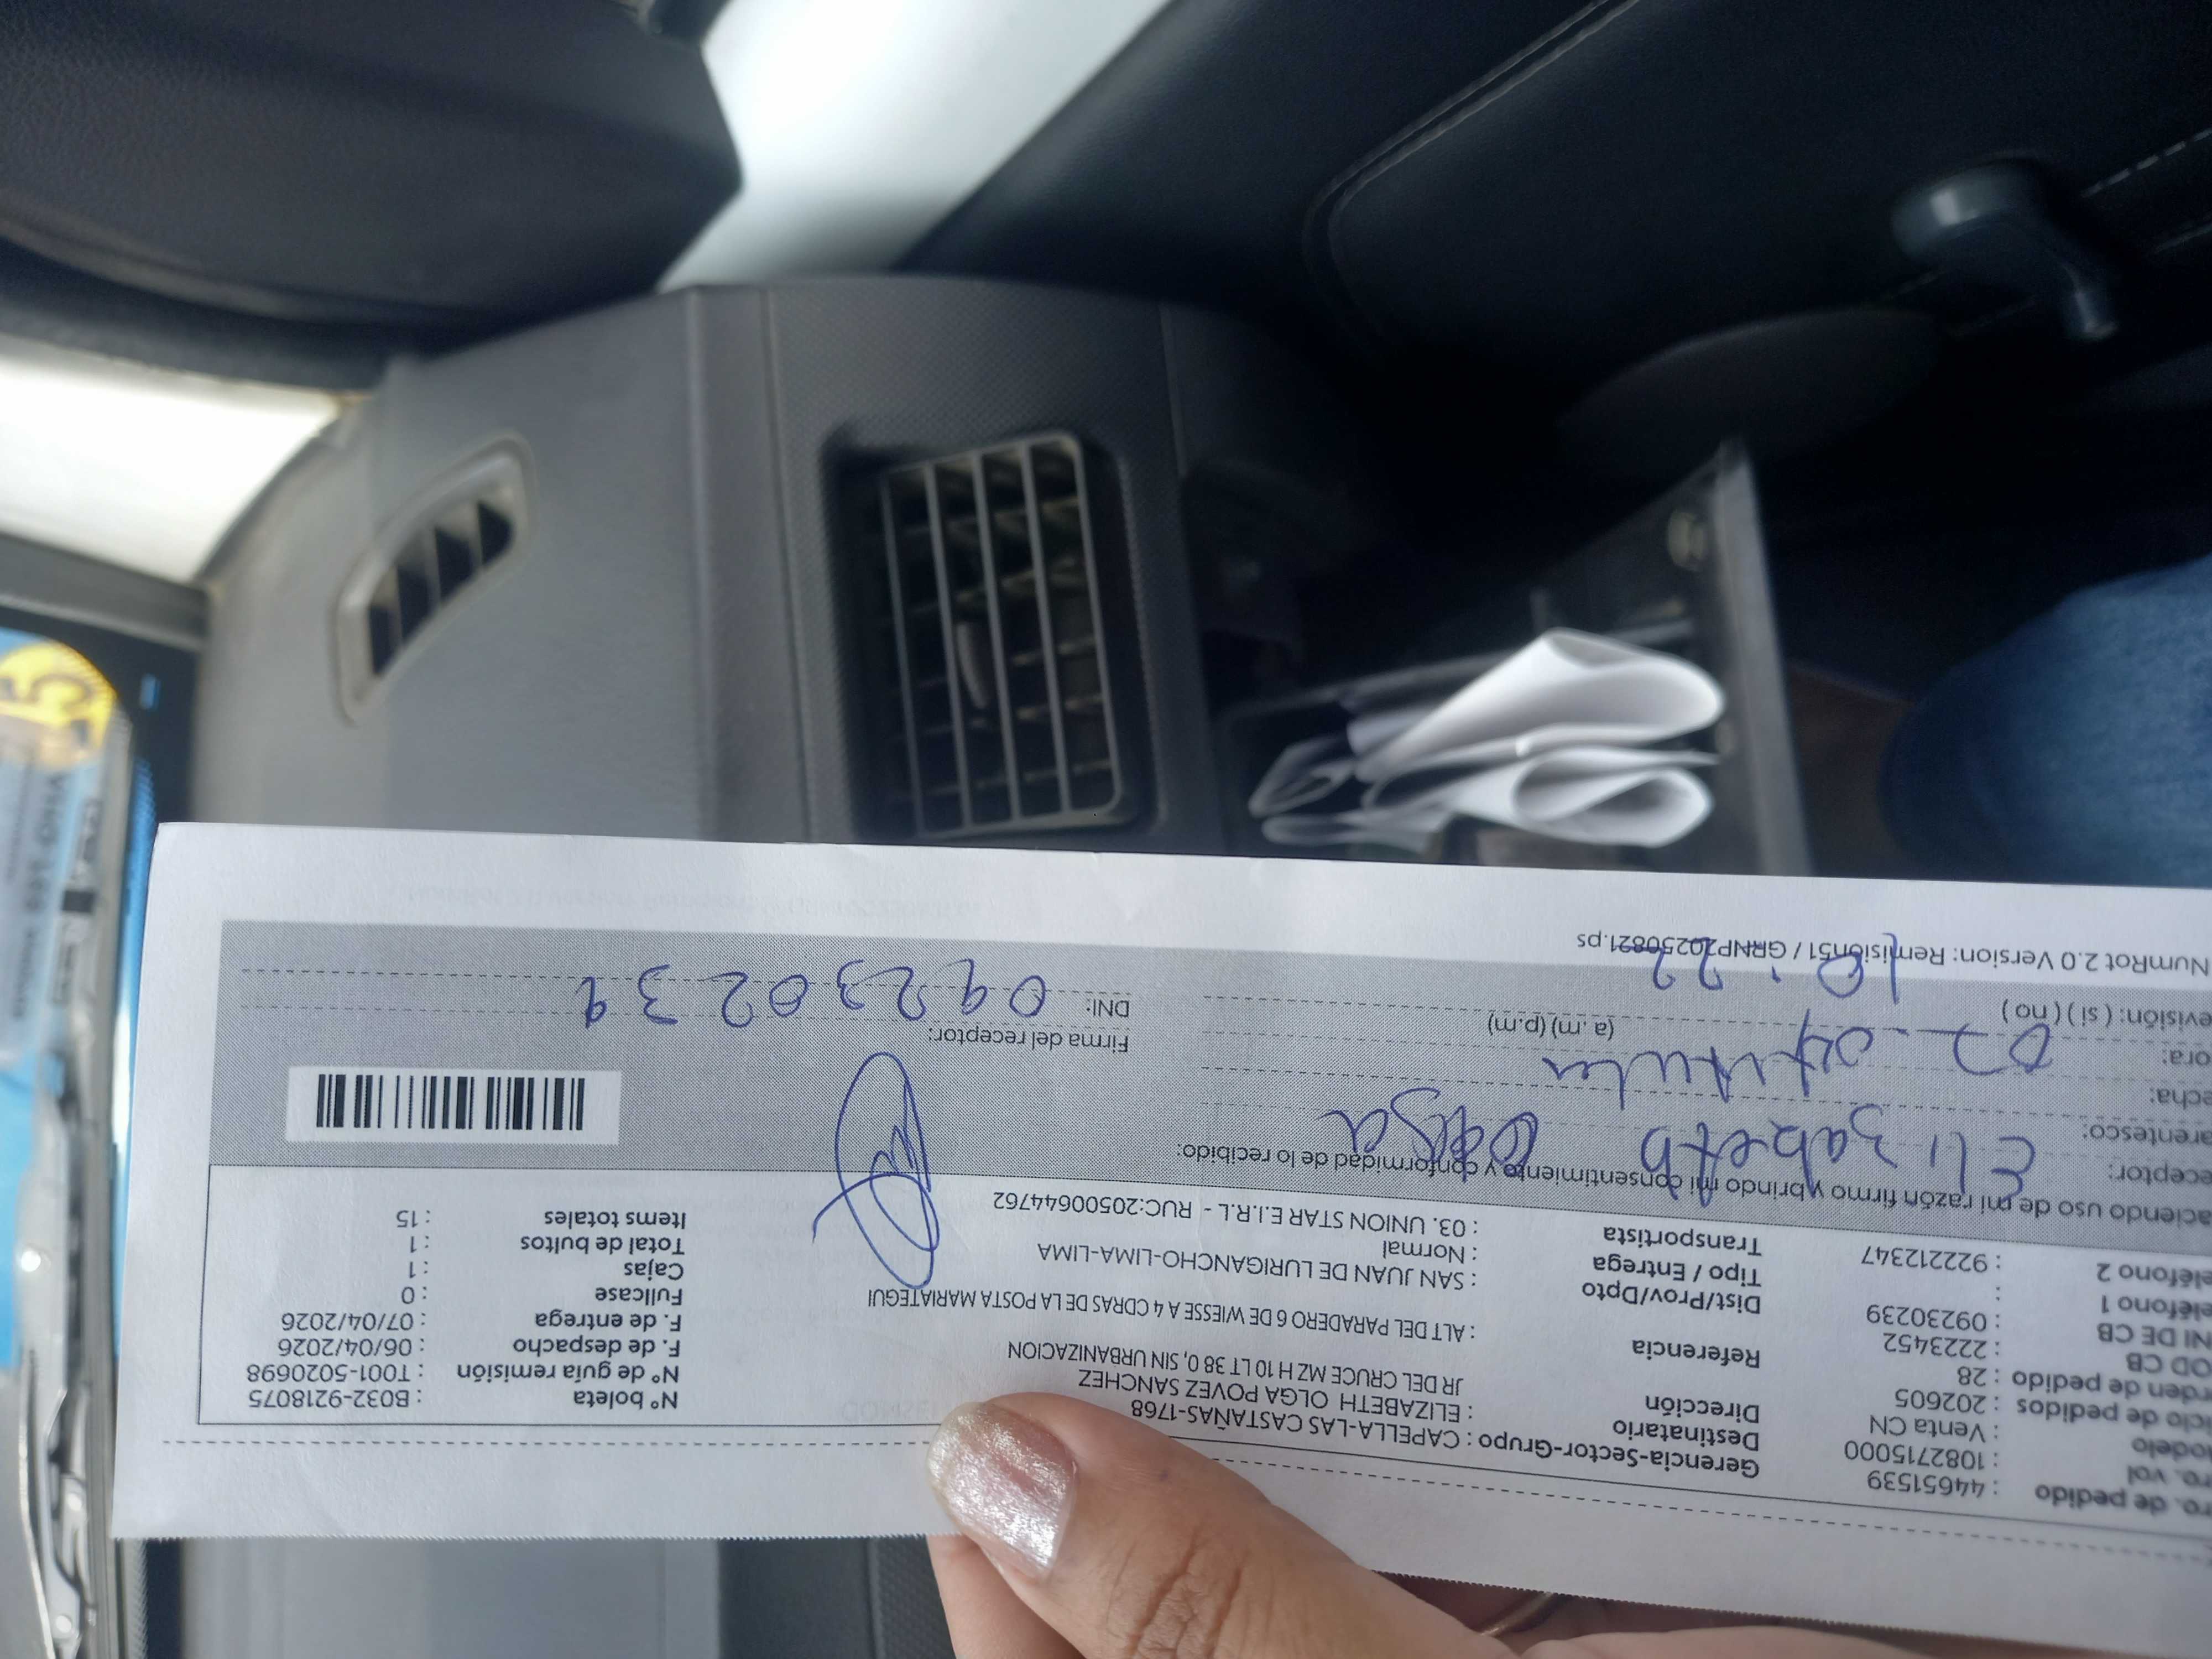 ro. de pedido : 44651539
ro. vol. : 1082715000
Modelo : Venta CN
iclo de pedidos : 202605
rden de pedido : 28
OD CB : 2223452
NI DE CB : 09230239
eléfono 1 :
eléfono 2 : 922212347
Gerencia-Sector-Grupo : CAPELLA-LAS CASTAÑAS-1768
Destinatario : ELIZABETH OLGA POVEZ SANCHEZ
Dirección JR DEL CRUCE MZ H 10 LT 38 0, SIN URBANIZACION
Referencia : ALT DEL PARADERO 6 DE WIESSE A 4 CDRAS DE LA POSTA MARIATEGUI
Dist/Prov/Dpto : SAN JUAN DE LURIGANCHO-LIMA-LIMA
Tipo / Entrega : Normal
Transportista : 03. UNION STAR E.I.R.L - RUC:20500644762
N° boleta : B032-9218075
N° de guía remisión : T001-5020698
F. de despacho : 06/04/2026
F. de entrega : 07/04/2026
Fullcase : 0
Cajas : 1
Total de bultos : 1
Items totales : 15
aciendo uso de mi razón firmo y brindo mi consentimiento y conformidad de lo recibido:
eceptor: Elizabeth
arentesco: titular
echa: 07-04
ora: 10:22 (a.m) (p.m)
evisión: ( si ) ( no )
Firma del receptor:
DNI: 09230239
NumRot 2.0 Version: Remision51 / GRNP20250821.ps